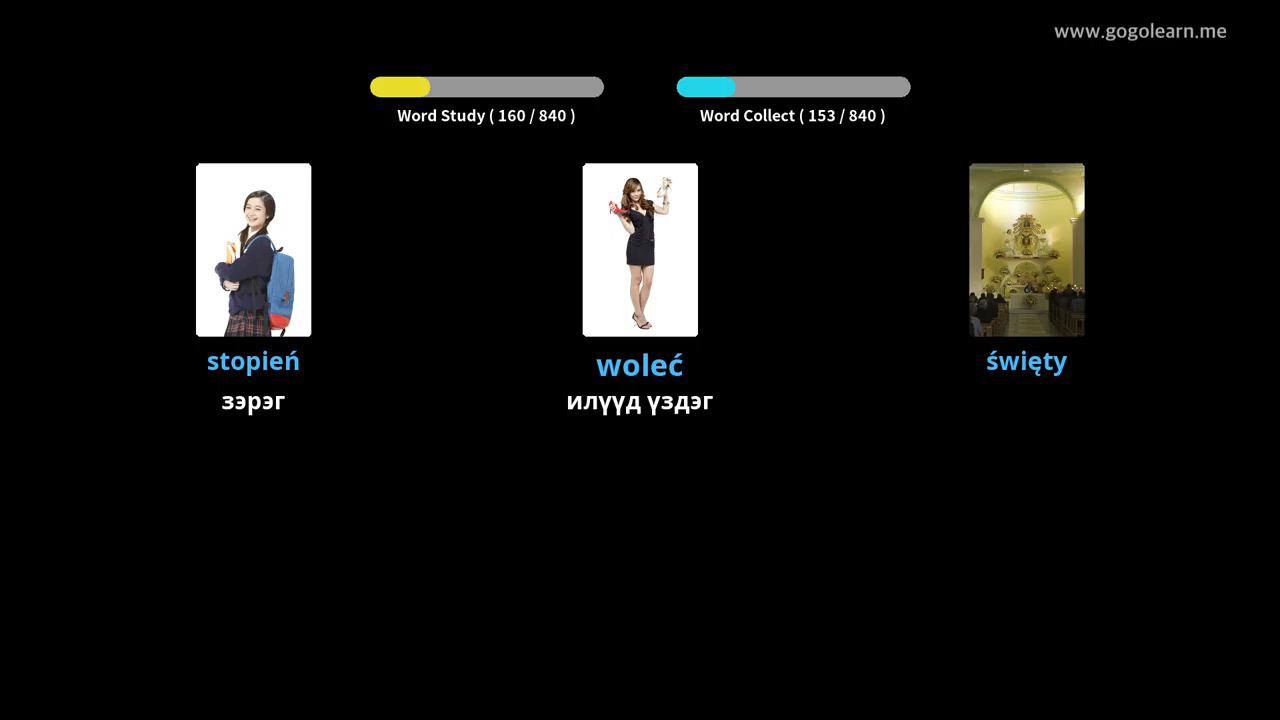 www.gogolearn.me
Word Study ( 160 / 840 )
Word Collect ( 153 / 840 )
stopień
woleć
święty
зэрэг
илүүд үздэг